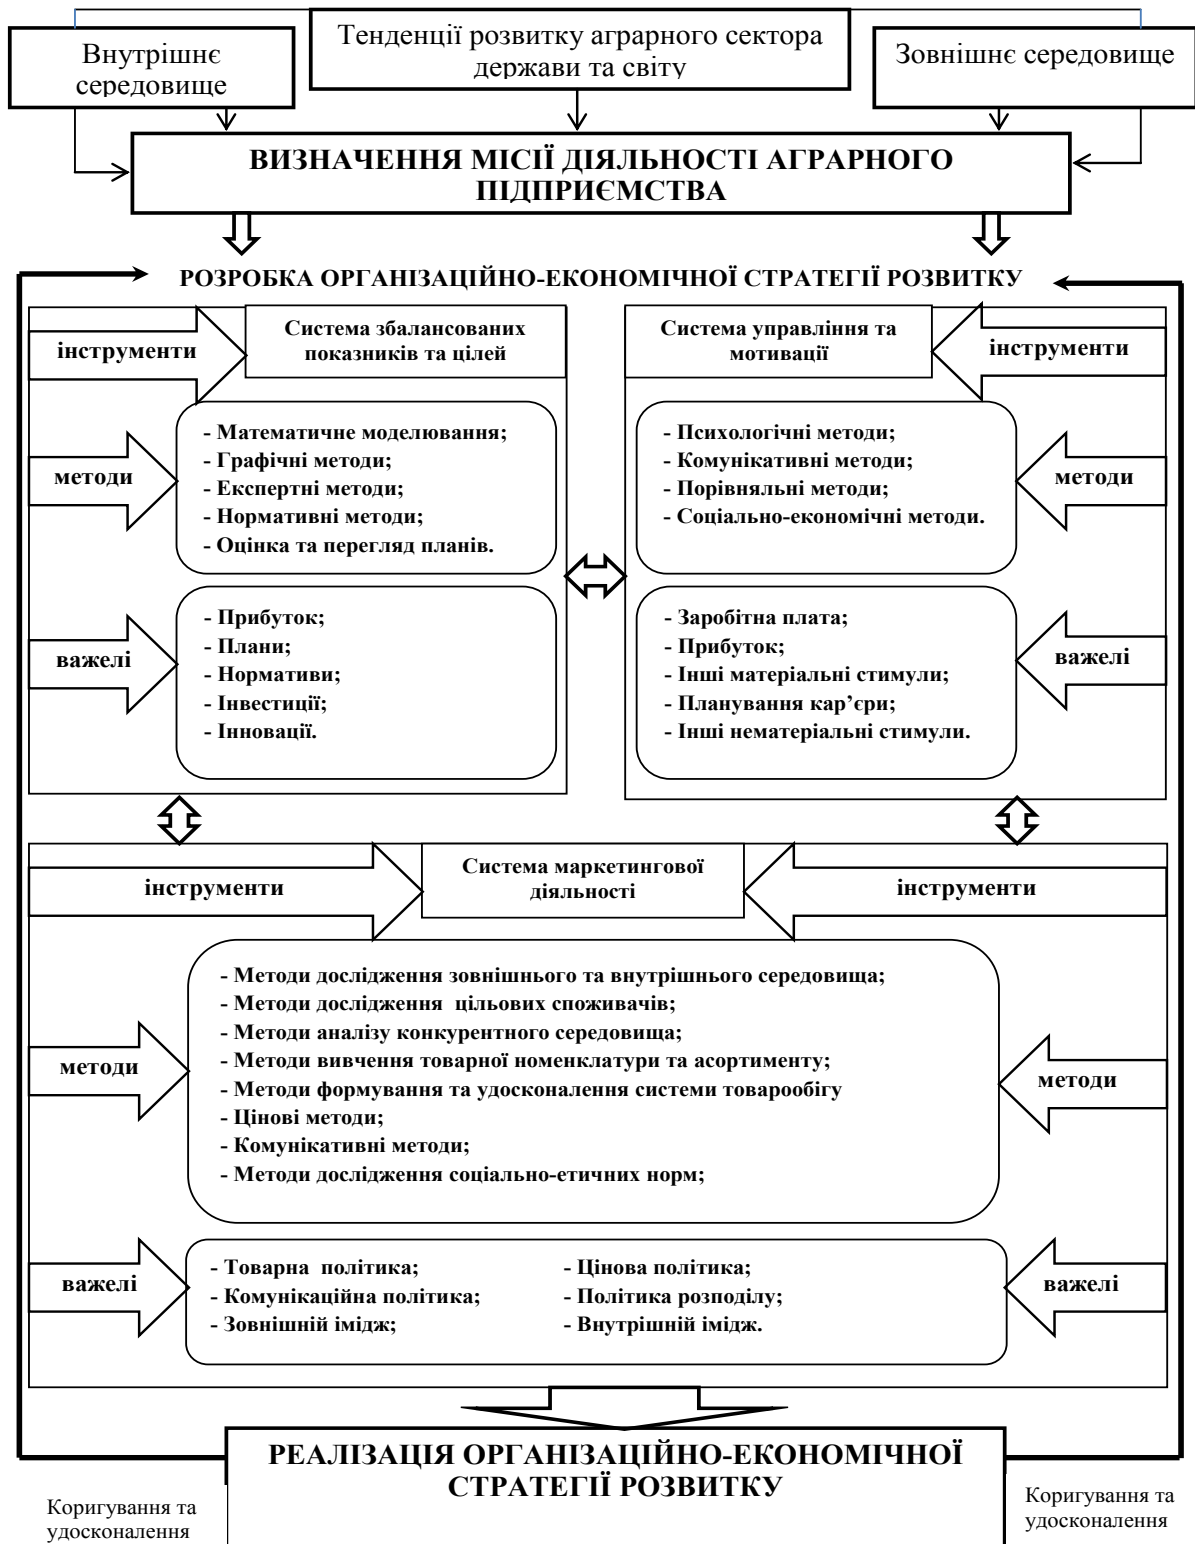 Внутрішнє
середовище
Тенденції розвитку аграрного сектора
держави та світу
Зовнішнє середовище
ВИЗНАЧЕННЯ МІСІЇ ДІЯЛЬНОСТІ АГРАРНОГО
ПІДПРИЄМСТВА
РОЗРОБКА ОРГАНІЗАЦІЙНО-ЕКОНОМІЧНОЇ СТРАТЕГІЇ РОЗВИТКУ
інструменти
Система збалансованих
показників та цілей
методи
- Математичне моделювання;
- Графічні методи;
- Експертні методи;
- Нормативні методи;
- Оцінка та перегляд планів.
важелі
- Прибуток;
- Плани;
- Нормативи;
- Інвестиції;
- Інновації.
Система управління та
мотивації
інструменти
- Психологічні методи;
- Комунікативні методи;
- Порівняльні методи;
- Соціально-економічні методи.
методи
- Заробітна плата;
- Прибуток;
- Інші матеріальні стимули;
- Планування кар’єри;
- Інші нематеріальні стимули.
важелі
інструменти
Система маркетингової
діяльності
інструменти
методи
- Методи дослідження зовнішнього та внутрішнього середовища;
- Методи дослідження  цільових споживачів;
- Методи аналізу конкурентного середовища;
- Методи вивчення товарної номенклатури та асортименту;
- Методи формування та удосконалення системи товарообігу
- Цінові методи;
- Комунікативні методи;
- Методи дослідження соціально-етичних норм;
методи
важелі
- Товарна  політика;
- Комунікаційна політика;
- Зовнішній імідж;
- Цінова політика;
- Політика розподілу;
- Внутрішній імідж.
важелі
РЕАЛІЗАЦІЯ ОРГАНІЗАЦІЙНО-ЕКОНОМІЧНОЇ
СТРАТЕГІЇ РОЗВИТКУ
Коригування та
удосконалення
Коригування та
удосконалення